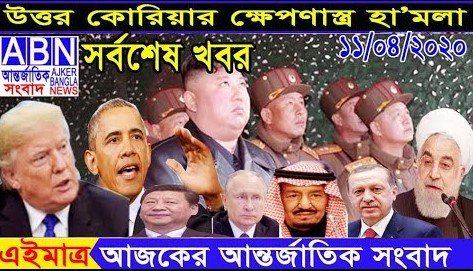 উত্তর কোরিয়ার ক্ষেপণাস্ত্র হা'মলা
ABN
আন্তর্জাতিক
সংবাদ
AJKER
BANGLA
NEWS
সর্বশেষ খবর
১১/০৪/২০২০
এইমাত্র
আজকের আন্তর্জাতিক সংবাদ